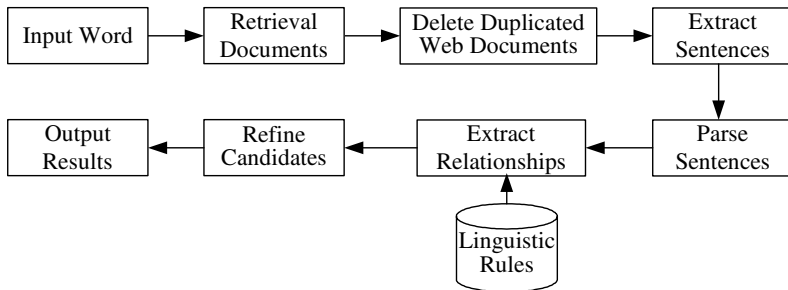 Input Word
Retrieval
Documents
Delete Duplicated
Web Documents
Extract
Sentences
Parse
Sentences
Extract
Relationships
Refine
Candidates
Output
Results
Linguistic
Rules